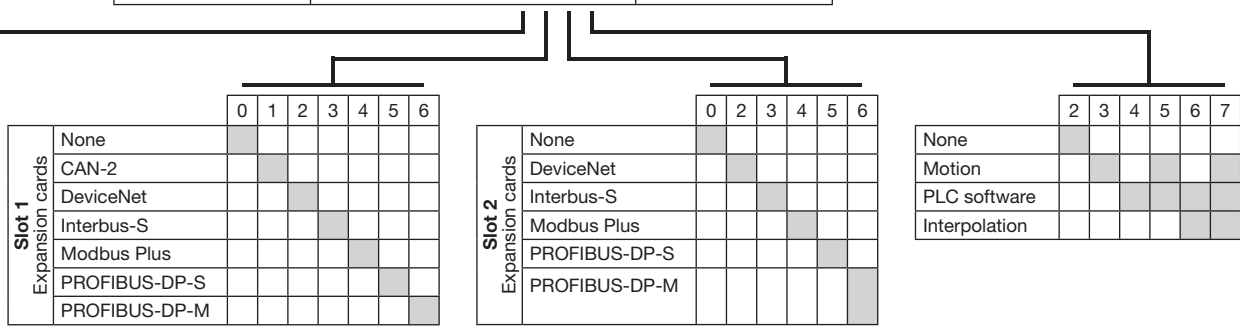 0 1 2 3 4 5 6
Slot 1
Expansion cards
None
CAN-2
DeviceNet
Interbus-S
Modbus Plus
PROFIBUS-DP-S
PROFIBUS-DP-M
0 2 3 4 5 6
Slot 2
Expansion cards
None
DeviceNet
Interbus-S
Modbus Plus
PROFIBUS-DP-S
PROFIBUS-DP-M
2 3 4 5 6 7
None
Motion
PLC software
Interpolation